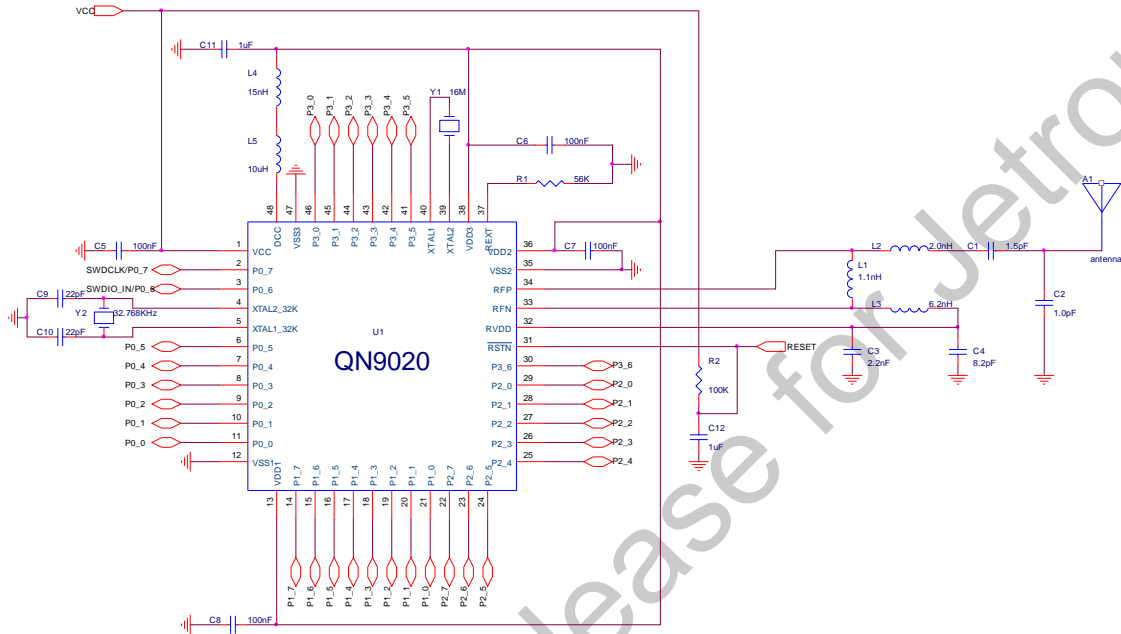 VCC
C11
1uF
L4
15nH
L5
10uH
P3_0
P3_1
P3_2
P3_3
P3_4
P3_5
Y1
16M
C6
100nF
R1
56K
48
47
46
45
44
43
42
41
40
39
38
37
DCC
VSS3
P3_0
P3_1
P3_2
P3_3
P3_4
P3_5
XTAL1
XTAL2
VDD3
REXT
C5
100nF
SWDCLK/P0_7
SWDIO_IN/P0_6
C9
22pF
Y2
32.768KHz
C10
22pF
P0_5
P0_4
P0_3
P0_2
P0_1
P0_0
1
VCC
2
P0_7
3
P0_6
4
XTAL2_32K
5
XTAL1_32K
6
P0_5
7
P0_4
8
P0_3
9
P0_2
10
P0_1
11
P0_0
12
VSS1
U1
QN9020
VDD2
36
VSS2
35
RFP
34
RFN
33
RVDD
32
RSTN
31
P3_6
30
P2_0
29
P2_1
28
P2_2
27
P2_3
26
P2_4
25
C7
100nF
RESET
P3_6
P2_0
P2_1
P2_2
P2_3
P2_4
R2
100K
C12
1uF
L1
1.1nH
L2
2.0nH
C1
1.5pF
L3
6.2nH
C3
2.2nF
C4
8.2pF
C2
1.0pF
A1
antenna
VDD1
P1_7
P1_6
P1_5
P1_4
P1_3
P1_2
P1_1
P1_0
P2_7
P2_6
P2_5
13
14
15
16
17
18
19
20
21
22
23
24
P1_7
P1_6
P1_5
P1_4
P1_3
P1_2
P1_1
P1_0
P2_7
P2_6
P2_5
C8
100nF
lease for Jetro